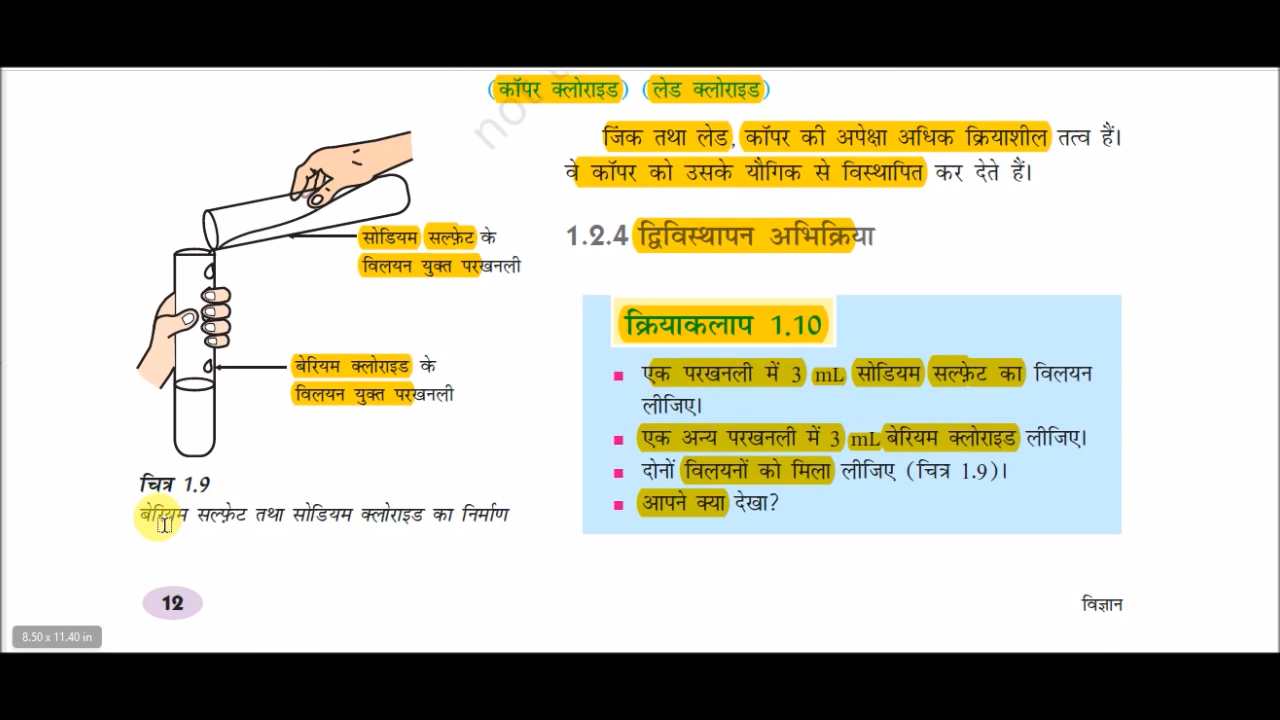 (कॉपर क्लोराइड) (लेड क्लोराइड)
जिंक तथा लेड, कॉपर की अपेक्षा अधिक क्रियाशील तत्व हैं।
वे कॉपर को उसके यौगिक से विस्थापित कर देते हैं।
सोडियम सल्फ़ेट के
विलयन युक्त परखनली
बेरियम क्लोराइड के
विलयन युक्त परखनली
चित्र 1.9
बेरियम सल्फ़ेट तथा सोडियम क्लोराइड का निर्माण
1.2.4 द्विविस्थापन अभिक्रिया
क्रियाकलाप 1.10
■ एक परखनली में 3 mL सोडियम सल्फ़ेट का विलयन
लीजिए।
■ एक अन्य परखनली में 3 mL बेरियम क्लोराइड लीजिए।
■ दोनों विलयनों को मिला लीजिए (चित्र 1.9)।
■ आपने क्या देखा?
12
विज्ञान
8.50 x 11.40 in